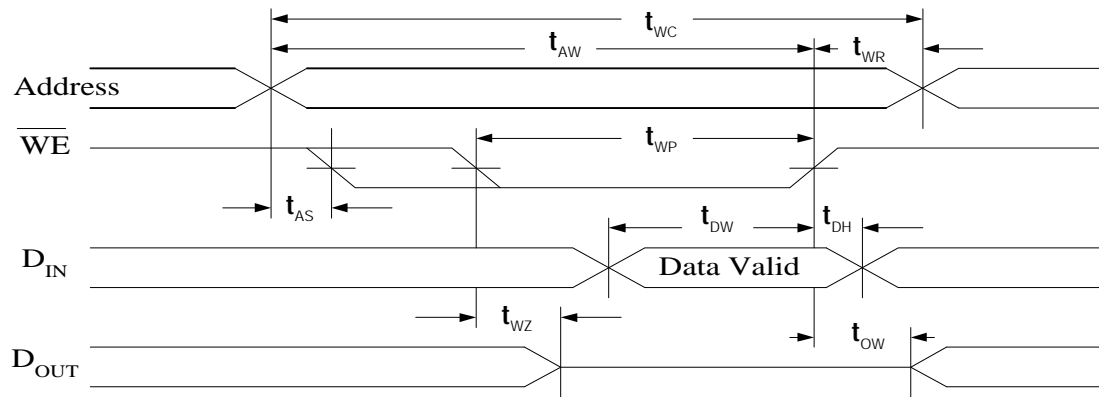 tWC
tAW
tWR
Address
WE
tWP
tAS
tDW
tDH
DIN
Data Valid
tWZ
tOW
DOUT